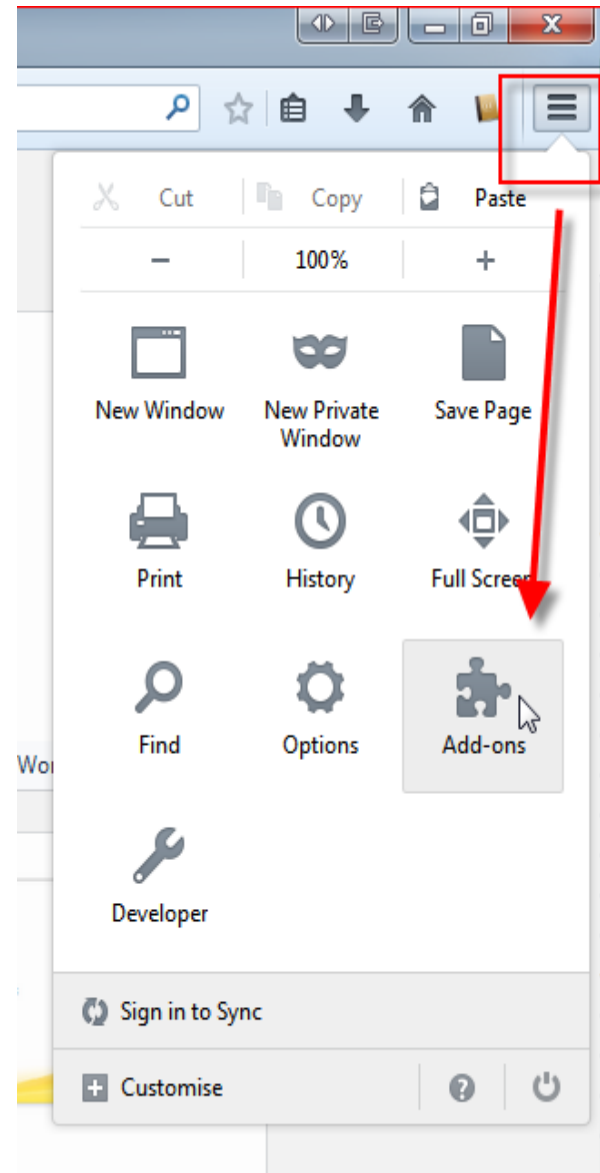 Cut Copy Paste
− 100% +
New Window New Private Window Save Page
Print History Full Screen
Find Options Add-ons
Wor
Developer
Sign in to Sync
Customise